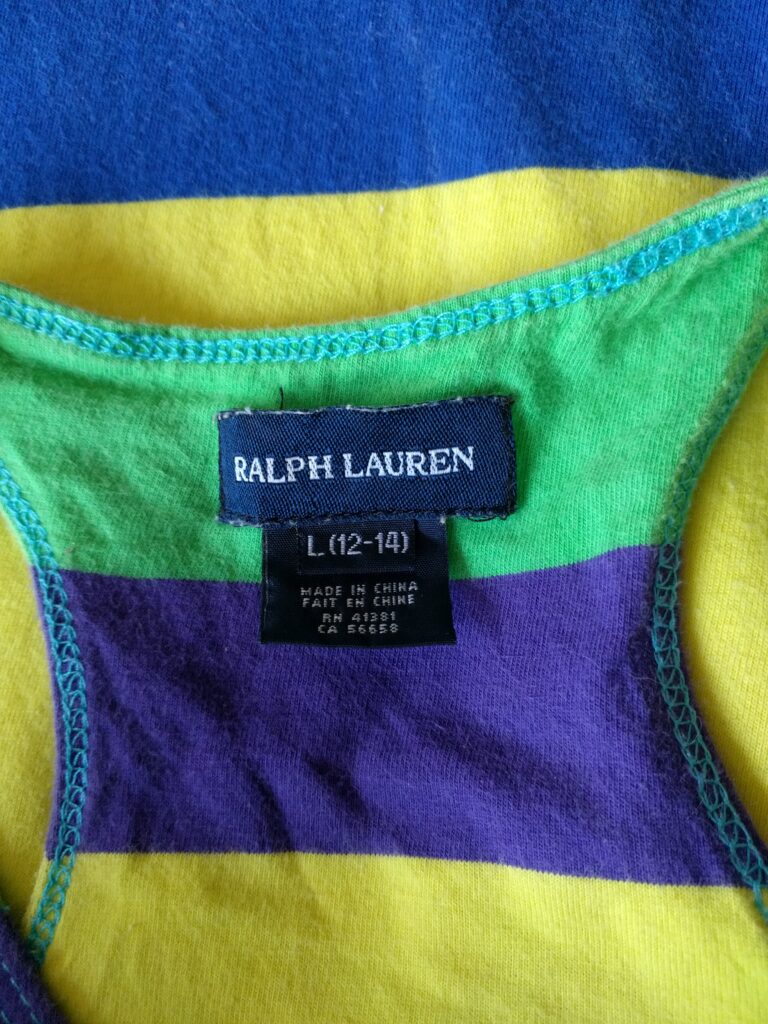 RALPH LAUREN
L (12-14)
MADE IN CHINA
FAIT EN CHINE
RN 41381
CA 56658